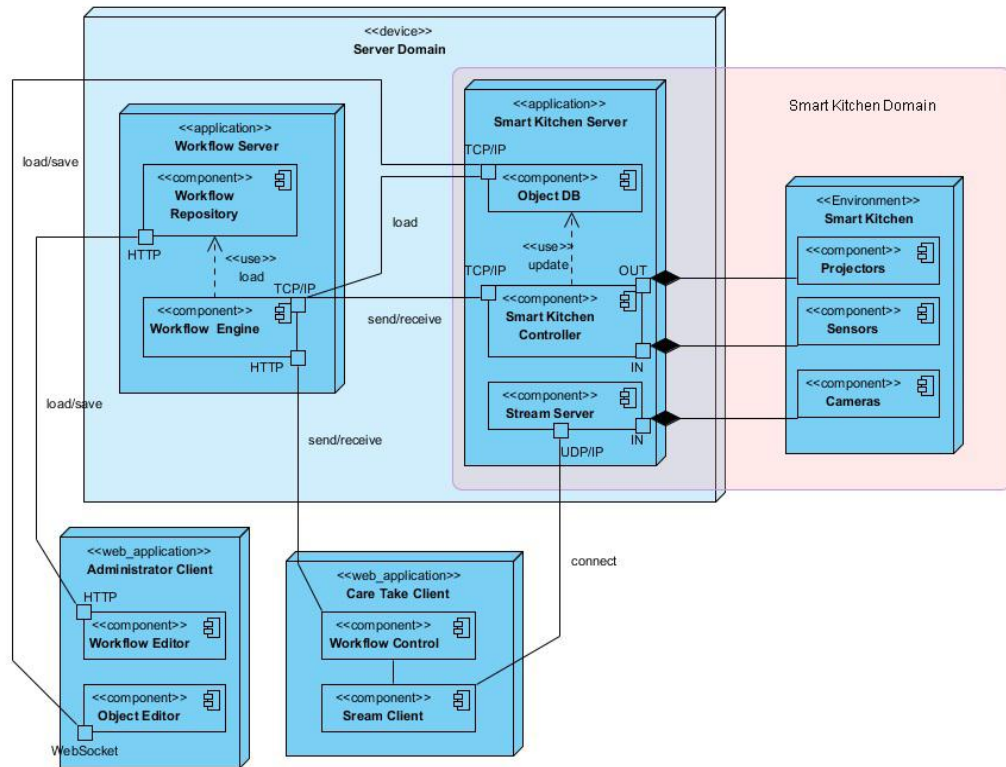 <<device>>
Server Domain
<<application>>
Smart Kitchen Server
Smart Kitchen Domain
<<application>>
Workflow Server
load/save
TCP/IP
<<component>>
Workflow
Repository
<<component>>
Object DB
<<Environment>>
Smart Kitchen
load
HTTP
<<use>>
load
<<use>>
update
<<component>>
Projectors
TCP/IP
OUT
TCP/IP
<<component>>
Workflow Engine
send/receive
<<component>>
Smart Kitchen
Controller
<<component>>
Sensors
HTTP
IN
<<component>>
Cameras
load/save
<<component>>
Stream Server
IN
send/receive
UDP/IP
<<web_application>>
Administrator Client
connect
<<web_application>>
Care Take Client
HTTP
<<component>>
Workflow Editor
<<component>>
Workflow Control
<<component>>
Object Editor
<<component>>
Sream Client
WebSocket